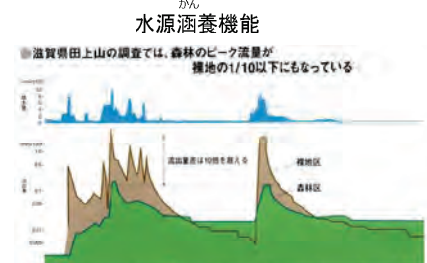 かん
水源涵養機能
滋賀県田上山の調査では、森林のピーク流量が
裸地の1/10以下にもなっている
流出量差は10倍を超える
裸地区
森林区